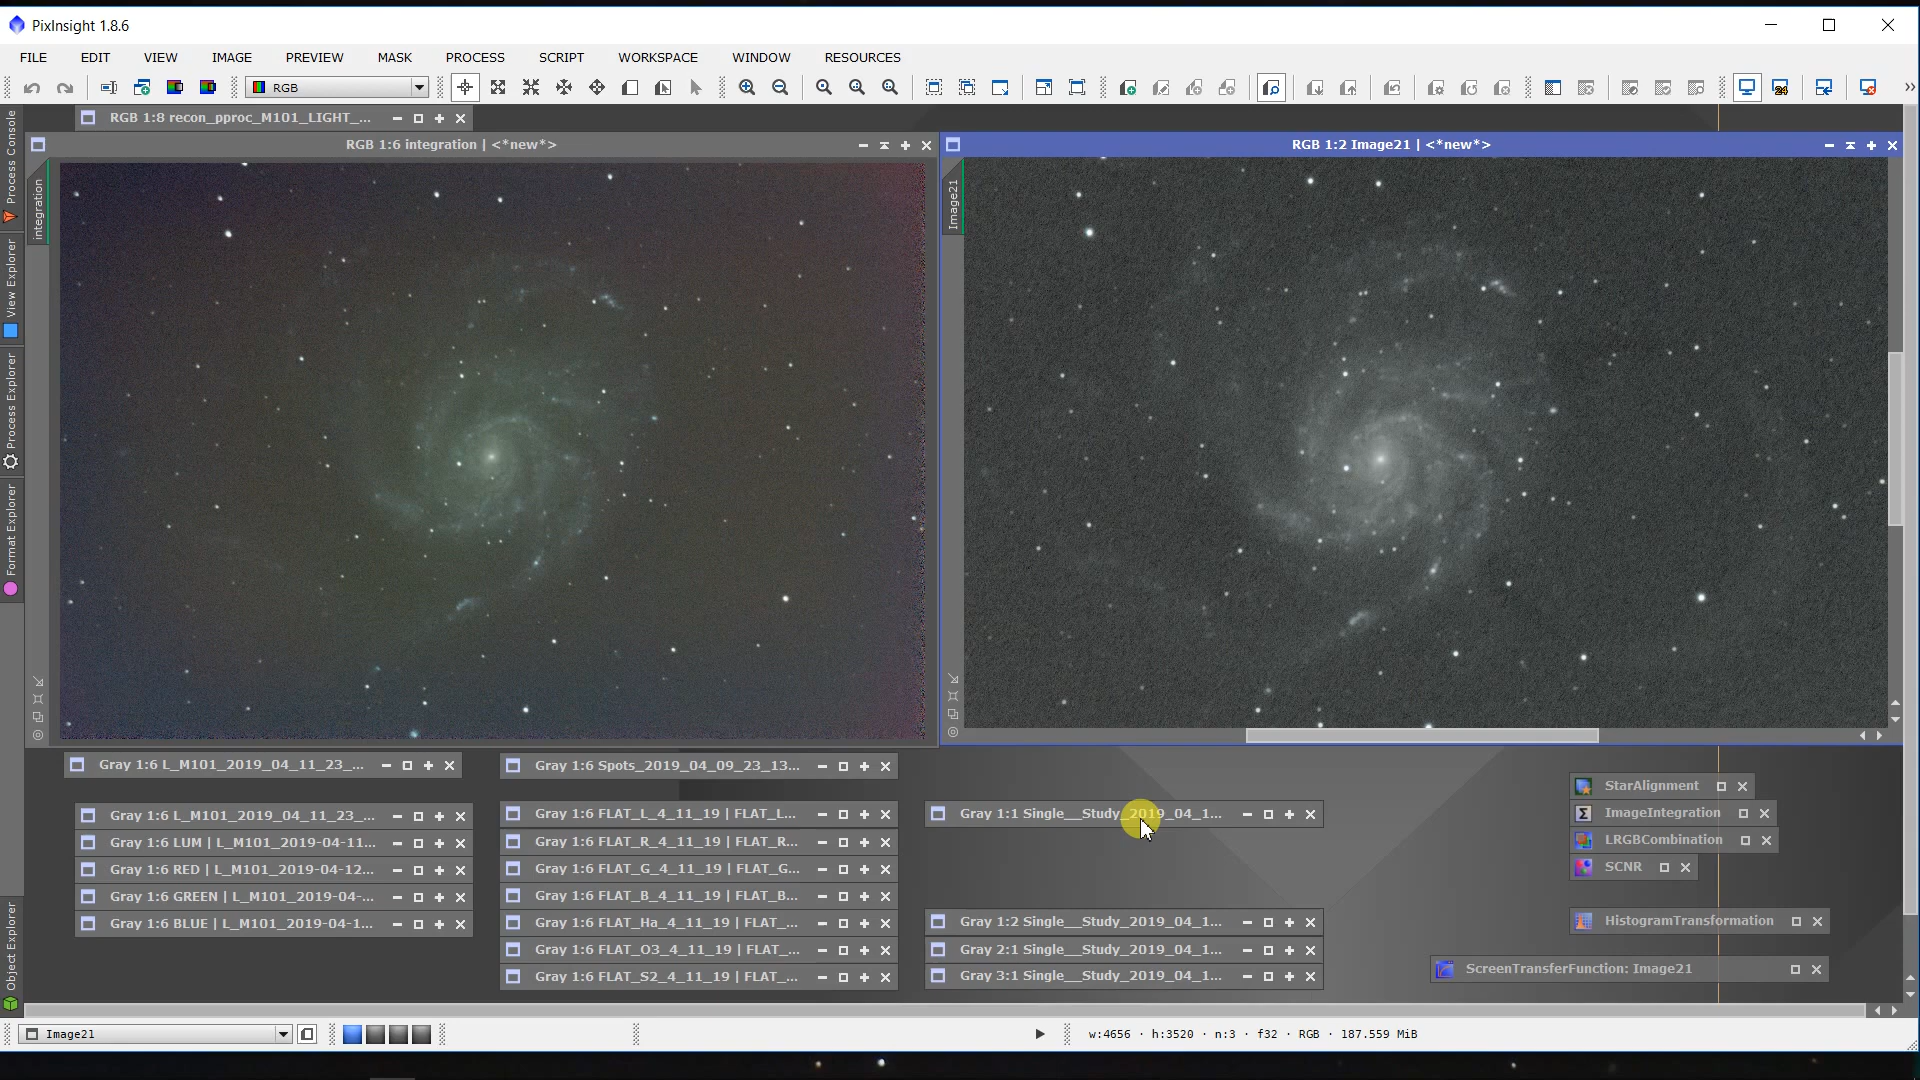 PixInsight 1.8.6
FILE EDIT VIEW IMAGE PREVIEW MASK PROCESS SCRIPT WORKSPACE WINDOW RESOURCES
RGB
24
RGB 1:8 recon_pproc_M101_LIGHT_...
RGB 1:6 integration | <*new*>
RGB 1:2 Image21 | <*new*>
Process Console
View Explorer
Process Explorer
Format Explorer
Object Explorer
integration
Image21
Gray 1:6 L_M101_2019_04_11_23_...
Gray 1:6 L_M101_2019_04_11_23_...
Gray 1:6 LUM | L_M101_2019-04-11...
Gray 1:6 RED | L_M101_2019-04-12...
Gray 1:6 GREEN | L_M101_2019-04-...
Gray 1:6 BLUE | L_M101_2019-04-1...
Gray 1:6 Spots_2019_04_09_23_13...
Gray 1:6 FLAT_L_4_11_19 | FLAT_L...
Gray 1:6 FLAT_R_4_11_19 | FLAT_R...
Gray 1:6 FLAT_G_4_11_19 | FLAT_G...
Gray 1:6 FLAT_B_4_11_19 | FLAT_B...
Gray 1:6 FLAT_Ha_4_11_19 | FLAT_...
Gray 1:6 FLAT_O3_4_11_19 | FLAT_...
Gray 1:6 FLAT_S2_4_11_19 | FLAT_...
Gray 1:1 Single__Study_2019_04_1...
Gray 1:2 Single__Study_2019_04_1...
Gray 2:1 Single__Study_2019_04_1...
Gray 3:1 Single__Study_2019_04_1...
StarAlignment
ImageIntegration
LRGBCombination
SCNR
HistogramTransformation
ScreenTransferFunction: Image21
Image21
w:4656 · h:3520 · n:3 · f32 · RGB · 187.559 MiB